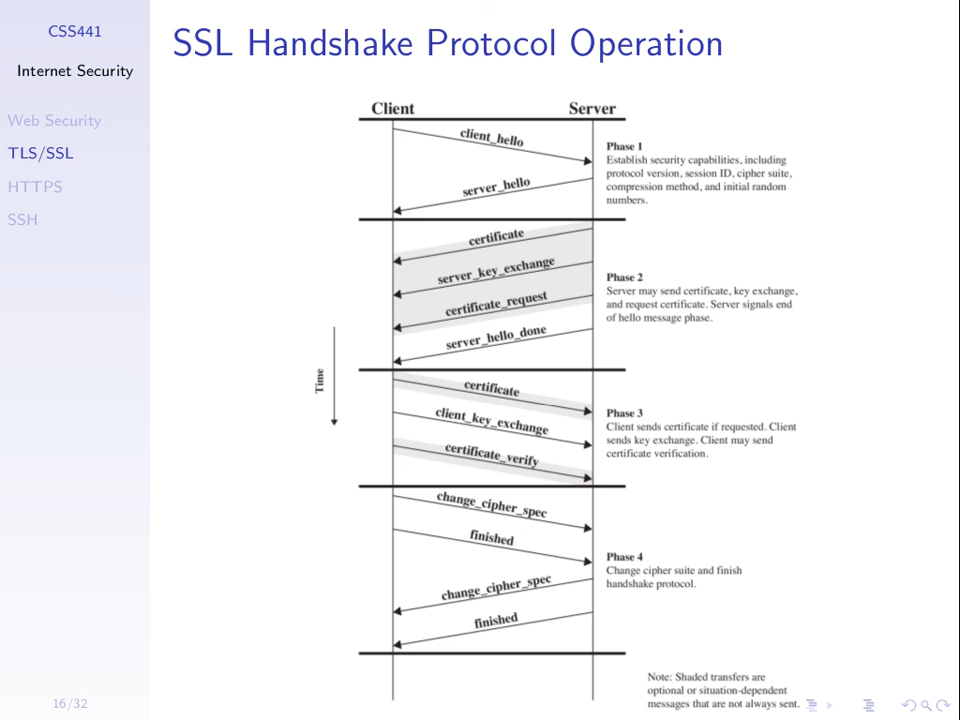 CSS441
Internet Security
Web Security
TLS/SSL
HTTPS
SSH
16/32
SSL Handshake Protocol Operation
Client
Server
client_hello
server_hello
Phase 1
Establish security capabilities, including
protocol version, session ID, cipher suite,
compression method, and initial random
numbers.
certificate
server_key_exchange
certificate_request
server_hello_done
Phase 2
Server may send certificate, key exchange,
and request certificate. Server signals end
of hello message phase.
Time
certificate
client_key_exchange
certificate_verify
Phase 3
Client sends certificate if requested. Client
sends key exchange. Client may send
certificate verification.
change_cipher_spec
finished
change_cipher_spec
finished
Phase 4
Change cipher suite and finish
handshake protocol.
Note: Shaded transfers are
optional or situation-dependent
messages that are not always sent.